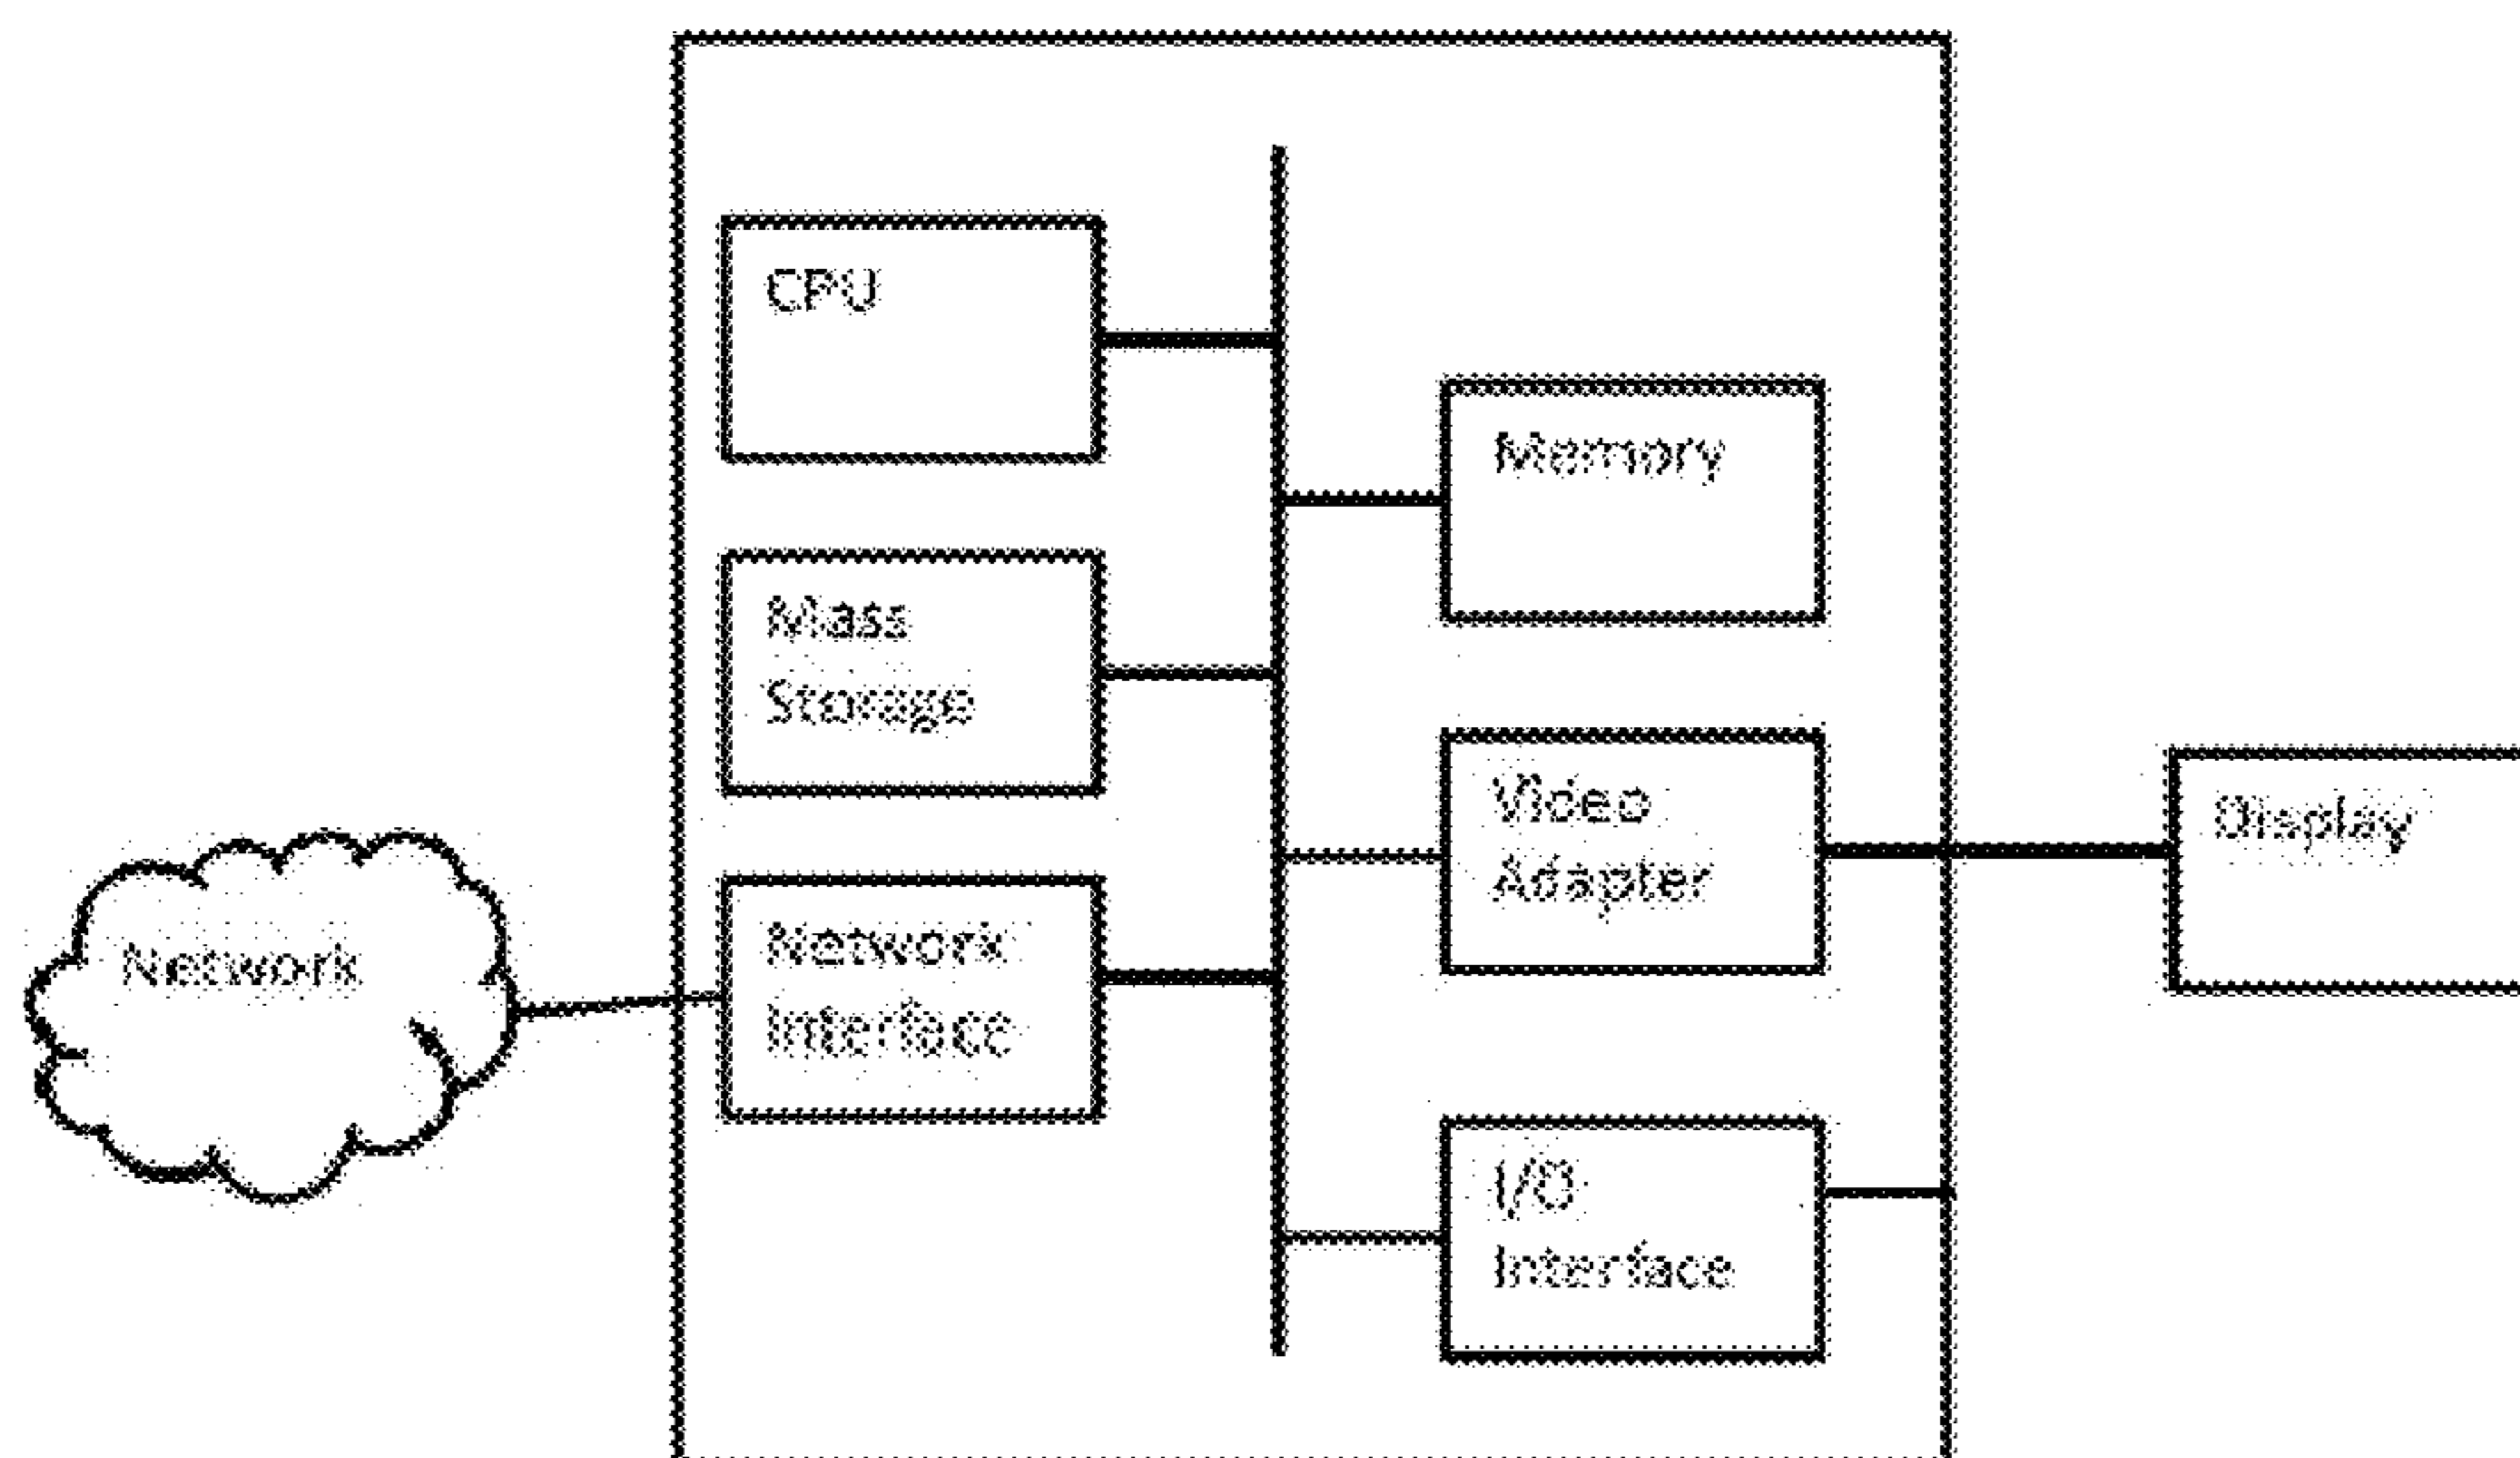 CPU
Memory
Mass
Storage
Video
Adapter
Display
Network
Network
Interface
I/O
Interface